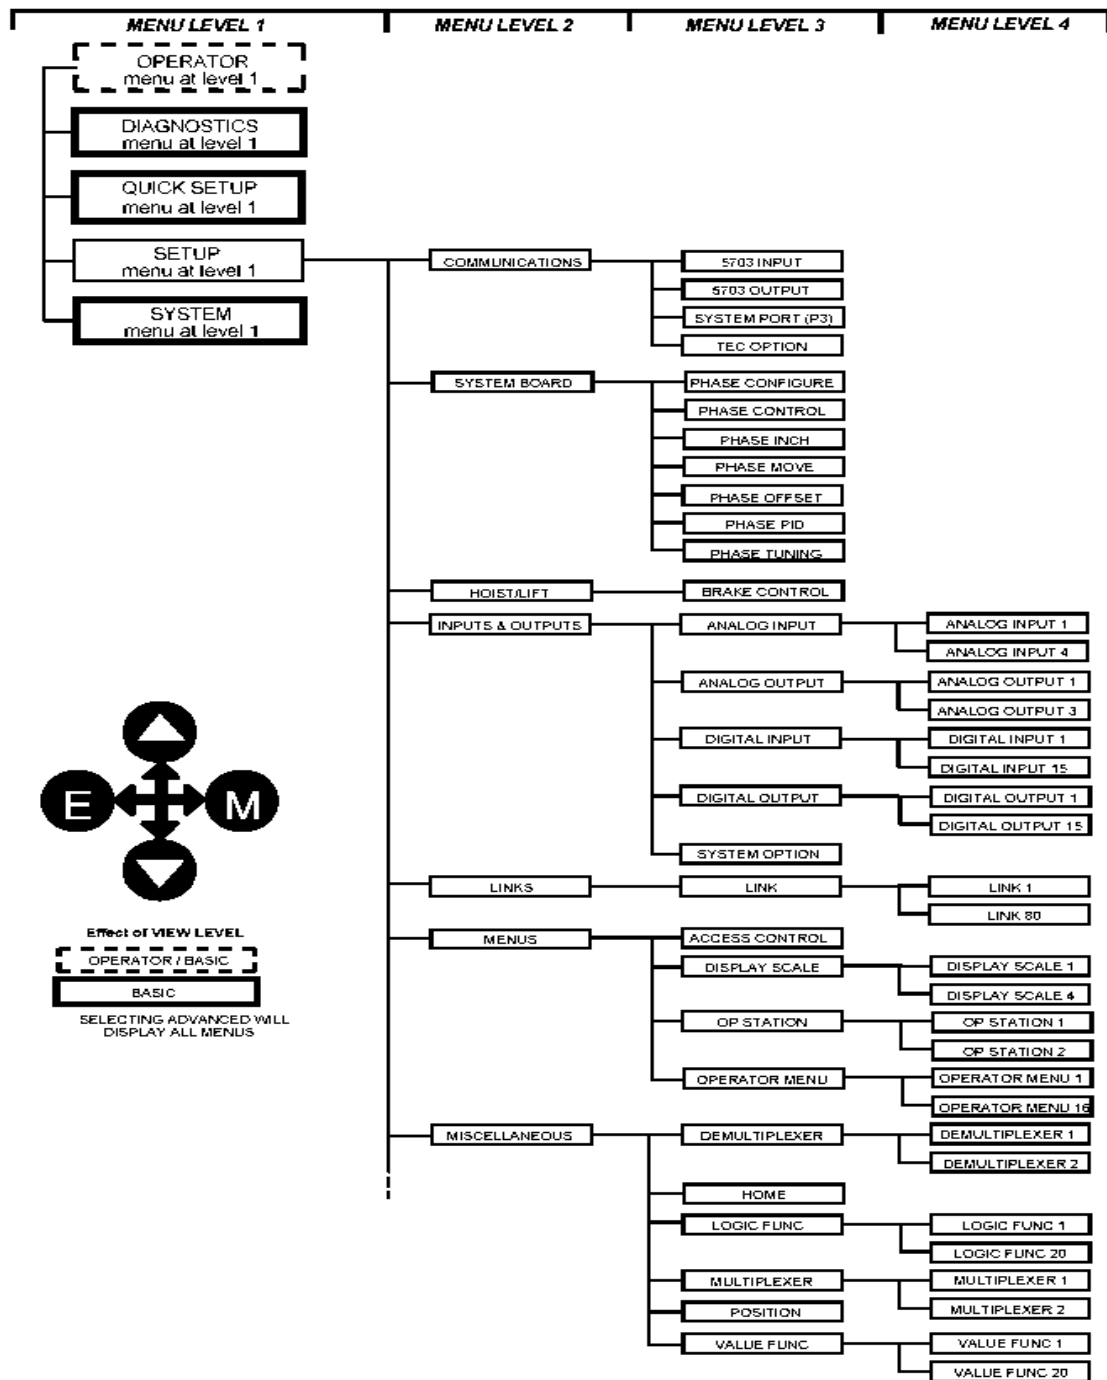 MENU LEVEL 1 MENU LEVEL 2 MENU LEVEL 3 MENU LEVEL 4
OPERATOR
menu at level 1
DIAGNOSTICS
menu at level 1
QUICK SETUP
menu at level 1
SETUP
menu at level 1
SYSTEM
menu at level 1
COMMUNICATIONS
5703 INPUT
5703 OUTPUT
SYSTEM PORT (P3)
TEC OPTION
SYSTEM BOARD
PHASE CONFIGURE
PHASE CONTROL
PHASE INCH
PHASE MOVE
PHASE OFFSET
PHASE PID
PHASE TUNING
HOIST/LIFT
BRAKE CONTROL
INPUTS & OUTPUTS
ANALOG INPUT
ANALOG INPUT 1
ANALOG INPUT 4
ANALOG OUTPUT
ANALOG OUTPUT 1
ANALOG OUTPUT 3
DIGITAL INPUT
DIGITAL INPUT 1
DIGITAL INPUT 15
DIGITAL OUTPUT
DIGITAL OUTPUT 1
DIGITAL OUTPUT 15
SYSTEM OPTION
LINKS
LINK
LINK 1
LINK 80
MENUS
ACCESS CONTROL
DISPLAY SCALE
DISPLAY SCALE 1
DISPLAY SCALE 4
OP STATION
OP STATION 1
OP STATION 2
OPERATOR MENU
OPERATOR MENU 1
OPERATOR MENU 16
MISCELLANEOUS
DEMULTIPLEXER
DEMULTIPLEXER 1
DEMULTIPLEXER 2
HOME
LOGIC FUNC
LOGIC FUNC 1
LOGIC FUNC 20
MULTIPLEXER
MULTIPLEXER 1
MULTIPLEXER 2
POSITION
VALUE FUNC
VALUE FUNC 1
VALUE FUNC 20
E M
Effect of VIEW LEVEL
OPERATOR / BASIC
BASIC
SELECTING ADVANCED WILL
DISPLAY ALL MENUS